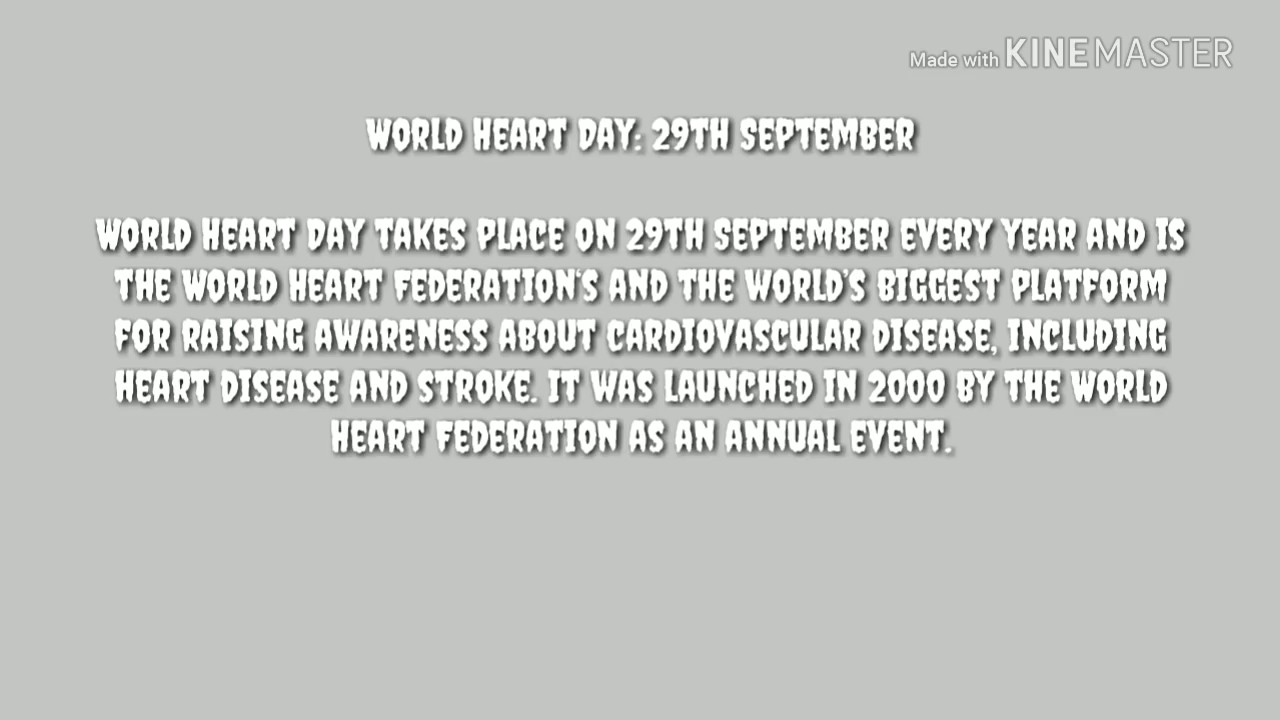 Made with KINEMASTER
WORLD HEART DAY: 29TH SEPTEMBER
WORLD HEART DAY TAKES PLACE ON 29TH SEPTEMBER EVERY YEAR AND IS
THE WORLD HEART FEDERATION‘S AND THE WORLD’S BIGGEST PLATFORM
FOR RAISING AWARENESS ABOUT CARDIOVASCULAR DISEASE, INCLUDING
HEART DISEASE AND STROKE. IT WAS LAUNCHED IN 2000 BY THE WORLD
HEART FEDERATION AS AN ANNUAL EVENT.